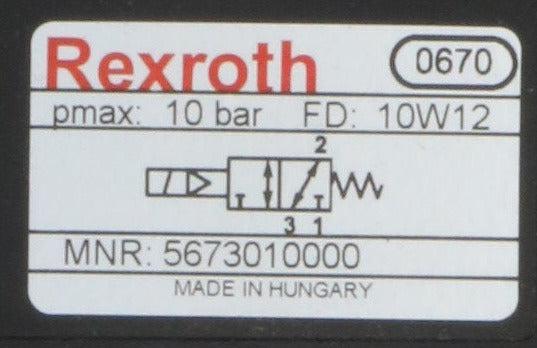 Rexroth 0670
pmax: 10 bar FD: 10W12
2
3 1
MNR: 5673010000
MADE IN HUNGARY